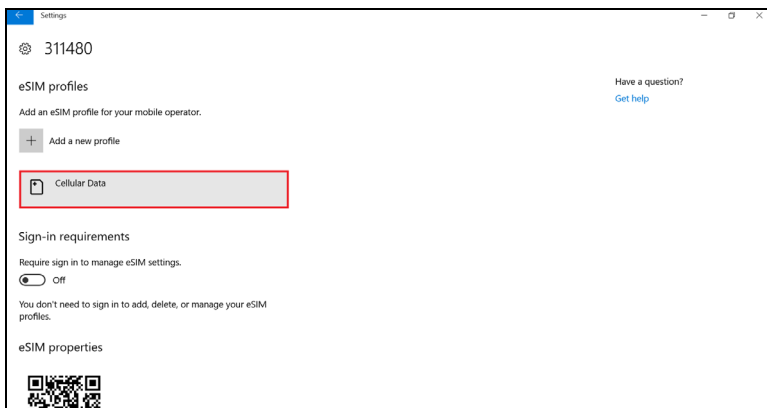 Settings
311480
eSIM profiles
Have a question?
Add an eSIM profile for your mobile operator.
Get help
Add a new profile
Cellular Data
Sign-in requirements
Require sign in to manage eSIM settings.
Off
You don't need to sign in to add, delete, or manage your eSIM
profiles.
eSIM properties